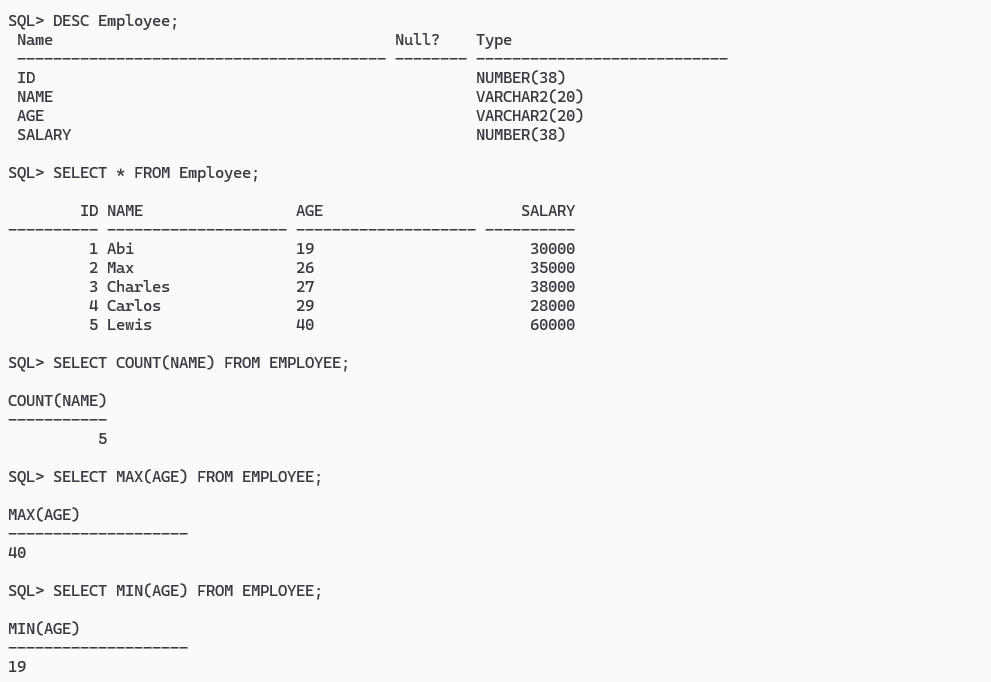 SQL> DESC Employee;
 Name                                      Null?    Type
 ----------------------------------------- -------- ----------------------------
 ID                                                 NUMBER(38)
 NAME                                               VARCHAR2(20)
 AGE                                                VARCHAR2(20)
 SALARY                                             NUMBER(38)

SQL> SELECT * FROM Employee;

        ID NAME                 AGE                      SALARY
---------- -------------------- -------------------- ----------
         1 Abi                  19                        30000
         2 Max                  26                        35000
         3 Charles              27                        38000
         4 Carlos               29                        28000
         5 Lewis                40                        60000

SQL> SELECT COUNT(NAME) FROM EMPLOYEE;

COUNT(NAME)
-----------
          5

SQL> SELECT MAX(AGE) FROM EMPLOYEE;

MAX(AGE)
--------------------
40

SQL> SELECT MIN(AGE) FROM EMPLOYEE;

MIN(AGE)
--------------------
19